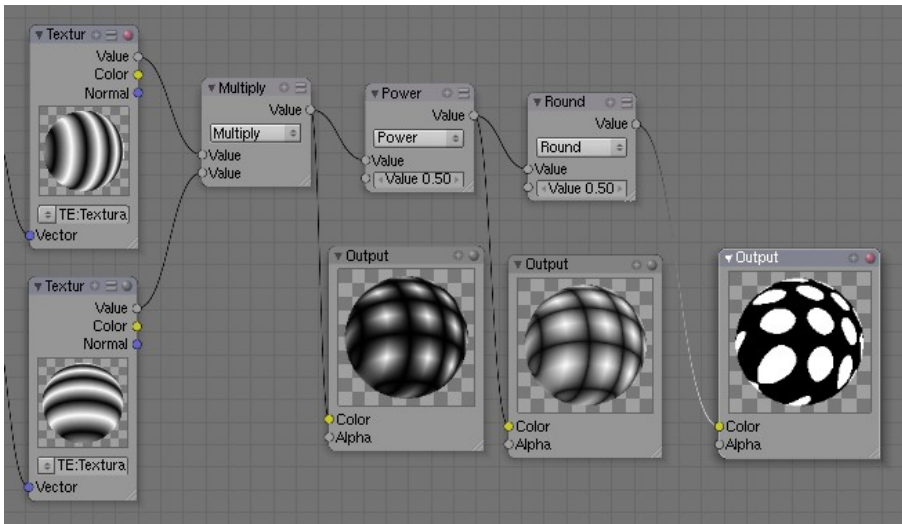 Textur
Value
Color
Normal
TE:Textura
Vector
Textur
Value
Color
Normal
TE:Textura
Vector
Multiply
Value
Multiply
Value
Value
Power
Value
Power
Value
Value 0.50
Round
Value
Round
Value
Value 0.50
Output
Color
Alpha
Output
Color
Alpha
Output
Color
Alpha